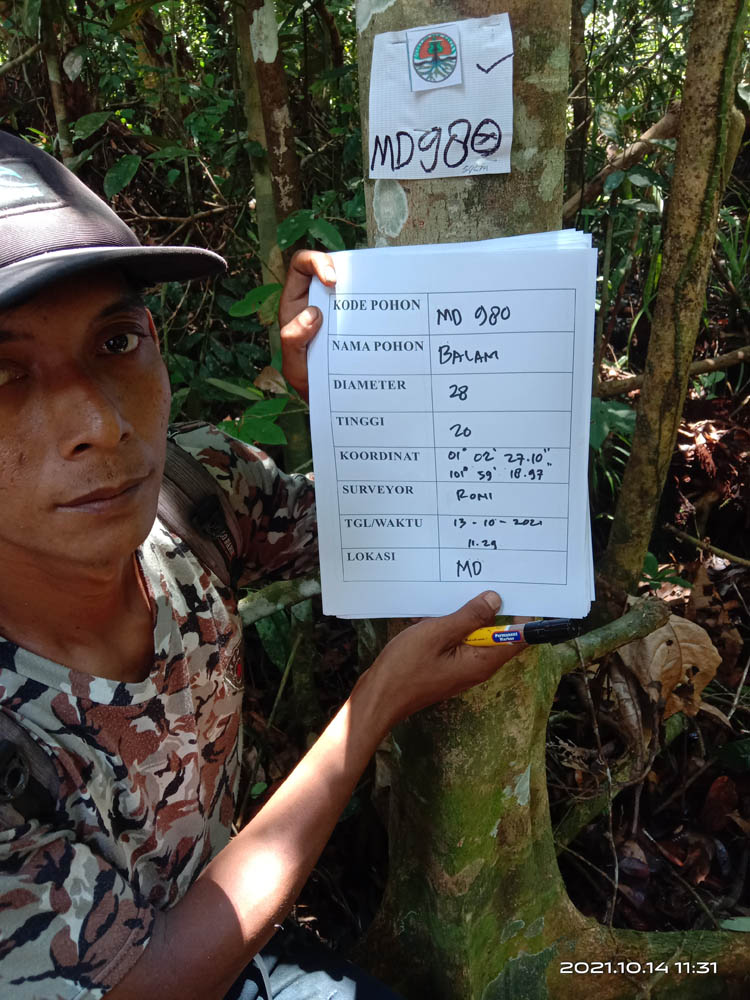 MD980
KODE POHON MD 980
NAMA POHON BALAM
DIAMETER 28
TINGGI 20
KOORDINAT 01° 02' 27.10"
101° 59' 18.97"
SURVEYOR ROMI
TGL/WAKTU 13-10-2021
11.29
LOKASI MD
Permanent
Marker
2021.10.14 11:31